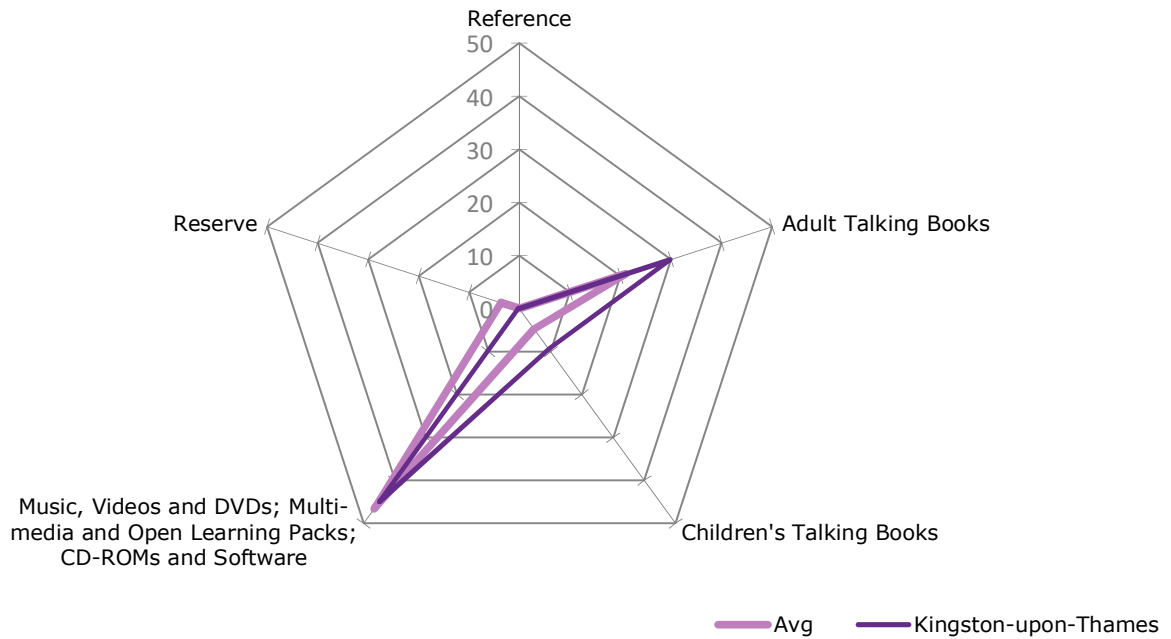 Reference
50
40
30
20
10
0
Reserve
Adult Talking Books
Music, Videos and DVDs; Multi-
media and Open Learning Packs;
CD-ROMs and Software
Children's Talking Books
Avg
Kingston-upon-Thames